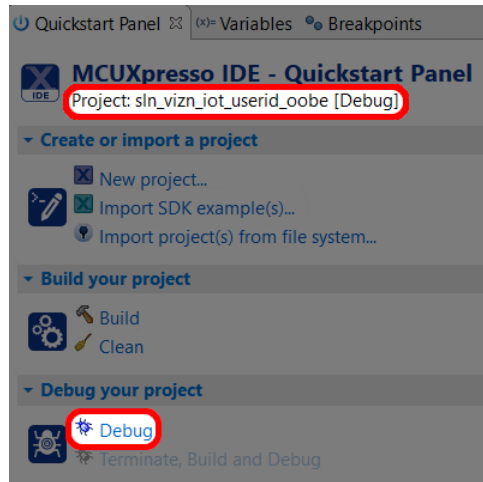 Quickstart Panel (x)= Variables Breakpoints
IDE
MCUXpresso IDE - Quickstart Panel
Project: sln_vizn_iot_userid_oobe [Debug]
Create or import a project
New project...
Import SDK example(s)...
Import project(s) from file system...
Build your project
Build
Clean
Debug your project
Debug
Terminate, Build and Debug